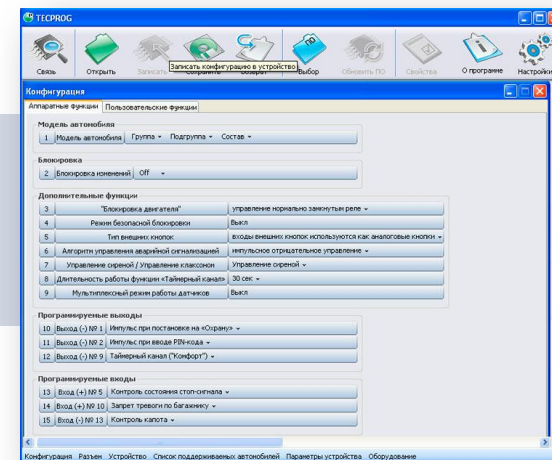 TECPROG
Связь Открыть Записать Сохранить Возврат Выбор Обновить ПО Свойства О программе Настройки
Записать конфигурацию в устройство
Конфигурация
Аппаратные функции Пользовательские функции
Модель автомобиля
1 Модель автомобиля Группа Подгруппа Состав
Блокировка
2 Блокировка изменений Off
Дополнительные функции
3 "Блокировка двигателя" управление нормально замкнутым реле
4 Режим безопасной блокировки Выкл
5 Тип внешних кнопок входы внешних кнопок используются как аналоговые кнопки
6 Алгоритм управления аварийной сигнализацией импульсное отрицательное управление
7 Управление сиреной / Управление клаксоном Управление сиреной
8 Длительность работы функции «Таймерный канал» 30 сек
9 Мультиплексный режим работы датчиков Выкл
Программируемые выходы
10 Выход (-) № 1 Импульс при постановке на «Охрану»
11 Выход (-) № 2 Импульс при вводе PIN-кода
12 Выход (-) № 9 Таймерный канал ("Комфорт")
Программируемые входы
13 Вход (+) № 5 Контроль состояния стоп-сигнала
14 Вход (+) № 10 Запрет тревоги по багажнику
15 Вход (-) № 13 Контроль капота
Конфигурация Разъем Устройство Список поддерживаемых автомобилей Параметры устройства Оборудование